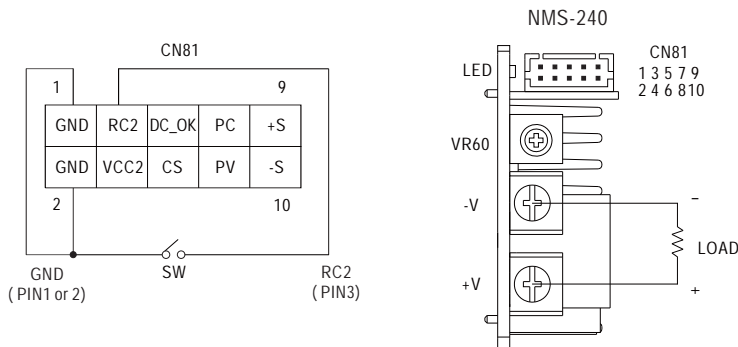 NMS-240
CN81
1 9
GND RC2 DC_OK PC +S
GND VCC2 CS PV -S
2 10
SW
GND
( PIN1 or 2)
RC2
( PIN3)
LED
CN81
1 3 5 7 9
2 4 6 8 10
VR60
-V
+V
–
LOAD
+